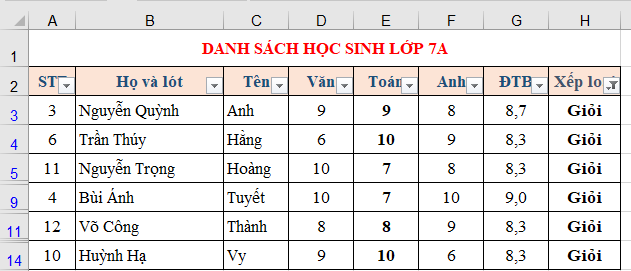 A B C D E F G H
1 DANH SÁCH HỌC SINH LỚP 7A
2 Họ và lót Tên Văn Toán Anh ĐTB Xếp lo
3 3 Nguyễn Quỳnh Anh 9 9 8 8,7 Giỏi
4 6 Trần Thúy Hằng 6 10 9 8,3 Giỏi
5 11 Nguyễn Trọng Hoàng 10 7 8 8,3 Giỏi
9 4 Bùi Ánh Tuyết 10 7 10 9,0 Giỏi
11 12 Võ Công Thành 8 8 9 8,3 Giỏi
14 10 Huỳnh Hạ Vy 9 10 6 8,3 Giỏi